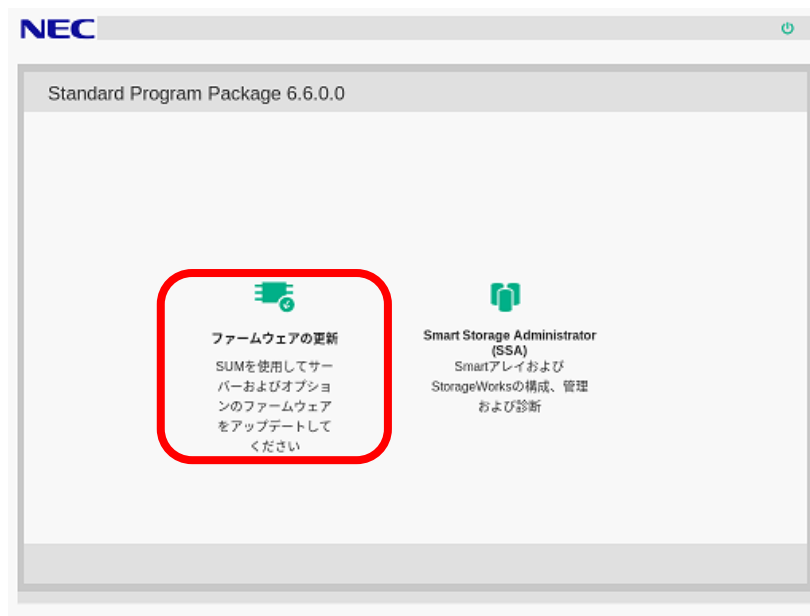 NEC
Standard Program Package 6.6.0.0
ファームウェアの更新
SUMを使用してサー
バーおよびオプショ
ンのファームウェア
をアップデートして
ください
Smart Storage Administrator
(SSA)
Smartアレイおよび
StorageWorksの構成、管理
および診断